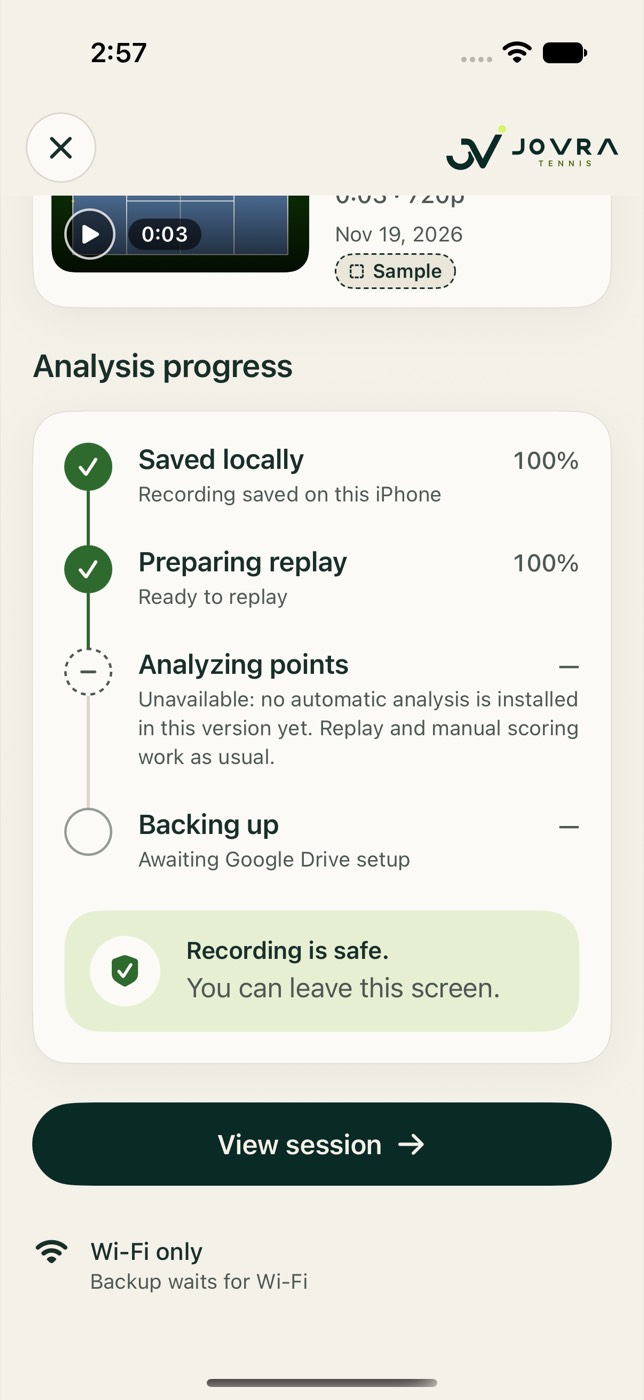 2:57
JOVRA
TENNIS
0:03 · 720p
0:03
Nov 19, 2026
Sample
Analysis progress
Saved locally
100%
Recording saved on this iPhone
Preparing replay
100%
Ready to replay
Analyzing points
—
Unavailable: no automatic analysis is installed
in this version yet. Replay and manual scoring
work as usual.
Backing up
—
Awaiting Google Drive setup
Recording is safe.
You can leave this screen.
View session →
Wi-Fi only
Backup waits for Wi-Fi